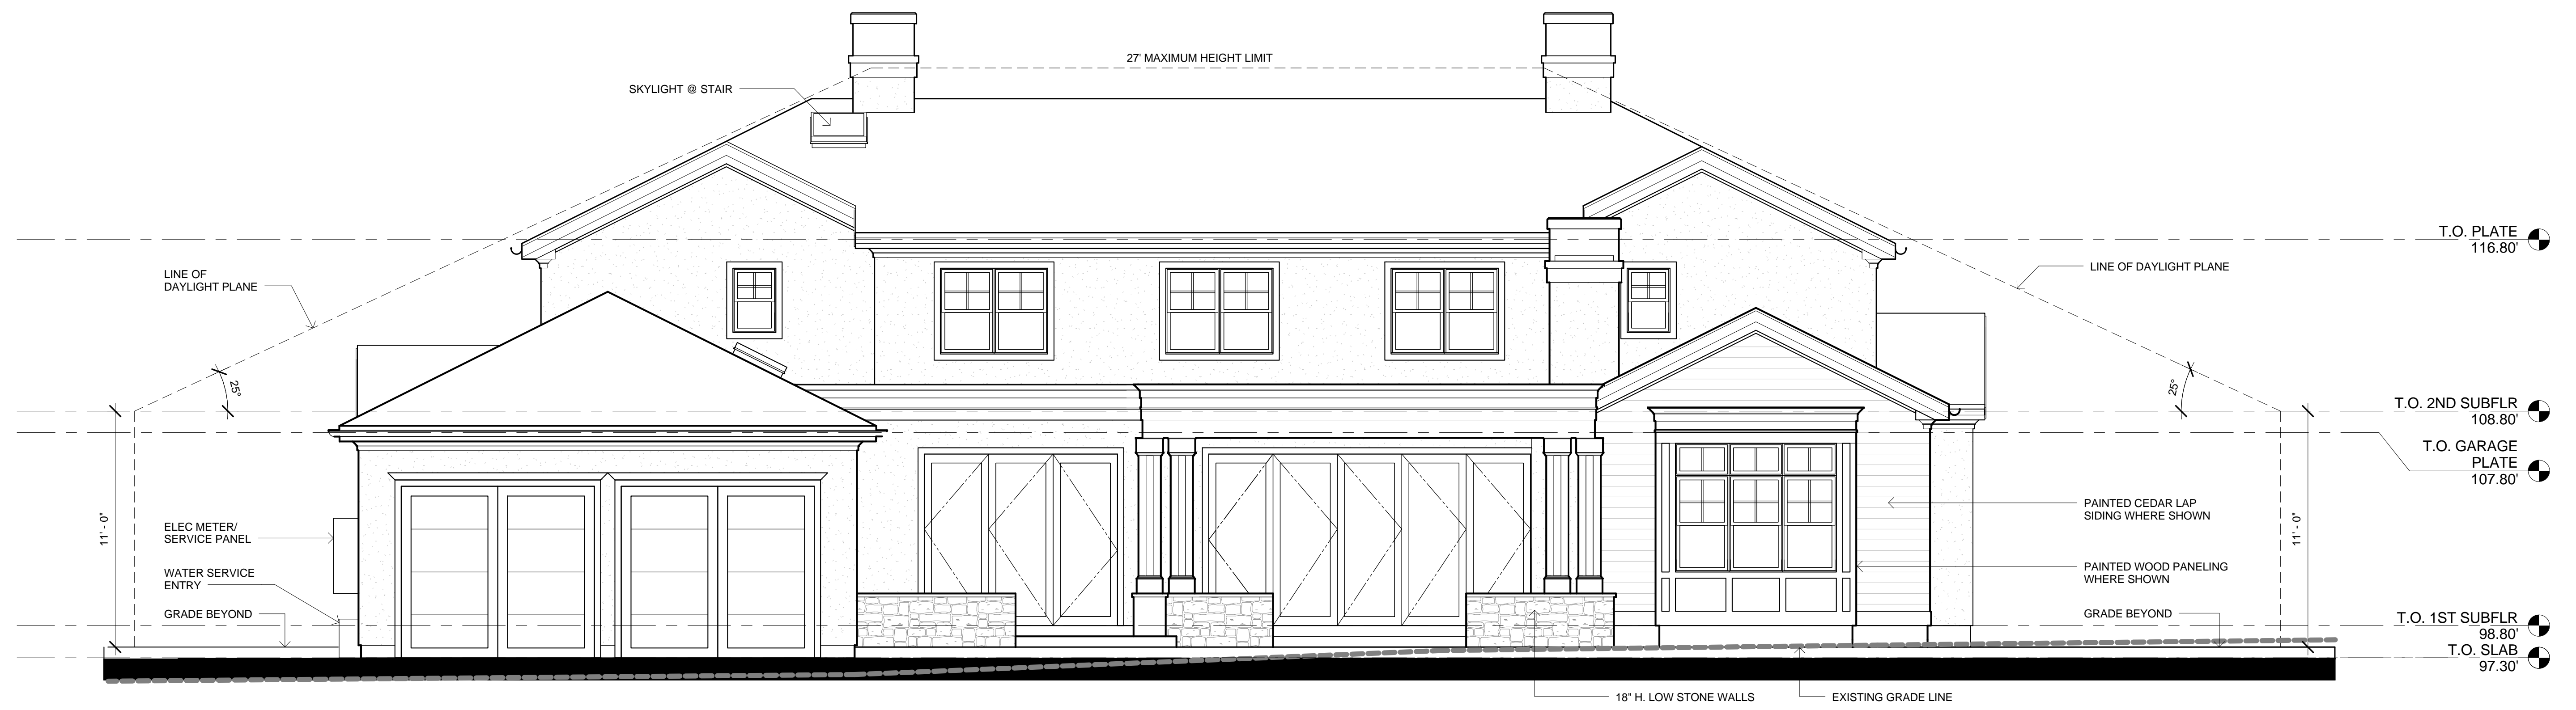 27' MAXIMUM HEIGHT LIMIT
SKYLIGHT @ STAIR
T.O. PLATE
116.80'
LINE OF
DAYLIGHT PLANE
LINE OF DAYLIGHT PLANE
25°
25°
T.O. 2ND SUBFLR
108.80'
T.O. GARAGE
PLATE
107.80'
11' - 0"
11' - 0"
ELEC METER/
SERVICE PANEL
WATER SERVICE
ENTRY
GRADE BEYOND
PAINTED CEDAR LAP
SIDING WHERE SHOWN
PAINTED WOOD PANELING
WHERE SHOWN
GRADE BEYOND
T.O. 1ST SUBFLR
98.80'
T.O. SLAB
97.30'
18" H. LOW STONE WALLS
EXISTING GRADE LINE